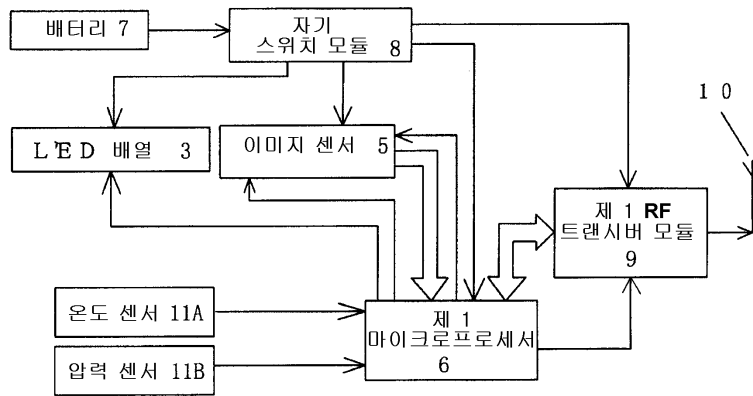 배터리 7
자기
스위치 모듈 8
10
L'ED 배열 3
이미지 센서 5
제 1 RF
트랜시버 모듈
9
온도 센서 11A
제 1
마이크로프로세서
6
압력 센서 11B